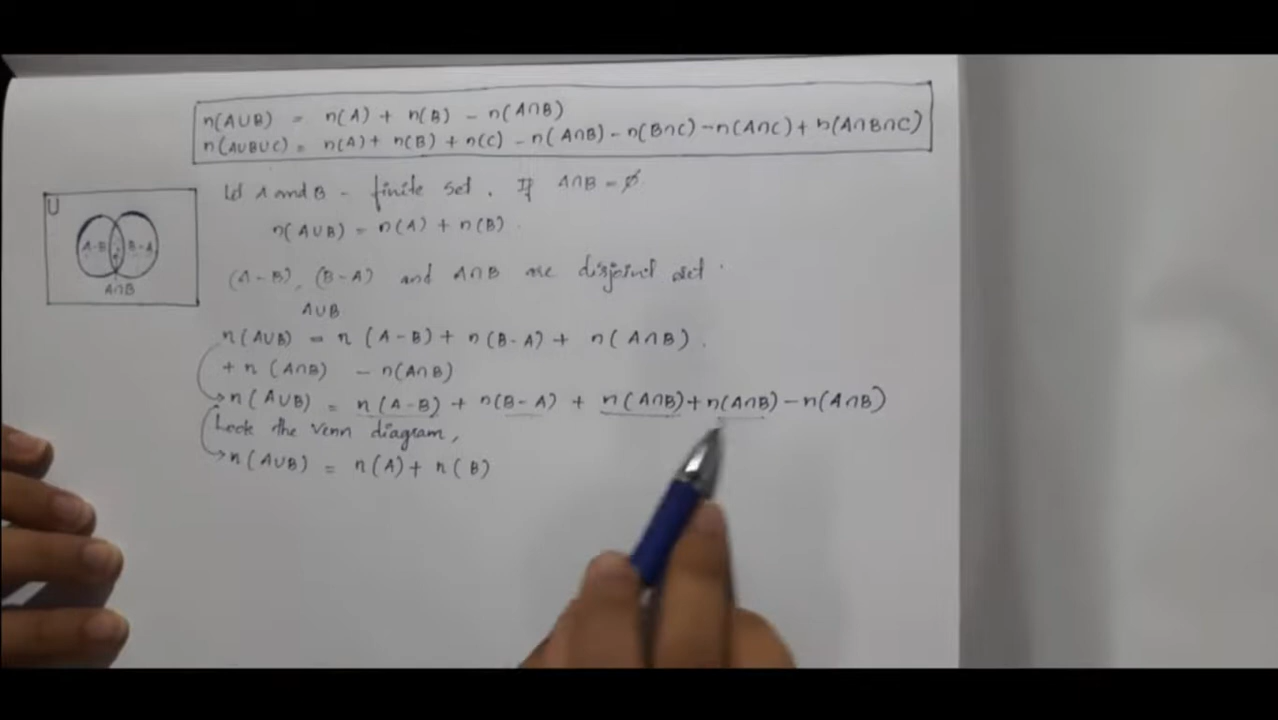 n(A∪B) = n(A) + n(B) - n(A∩B)
n(A∪B∪C) = n(A) + n(B) + n(C) - n(A∩B) - n(B∩C) - n(A∩C) + n(A∩B∩C)
Let A and B - finite set. If A∩B = ∅
n(A∪B) = n(A) + n(B).
U
A-B B-A
A∩B
(A-B), (B-A) and A∩B are disjoint set.
A∪B
n(A∪B) = n(A-B) + n(B-A) + n(A∩B).
+ n(A∩B) - n(A∩B)
n(A∪B) = n(A-B) + n(B-A) + n(A∩B) + n(A∩B) - n(A∩B)
Look the Venn diagram,
n(A∪B) = n(A) + n(B)